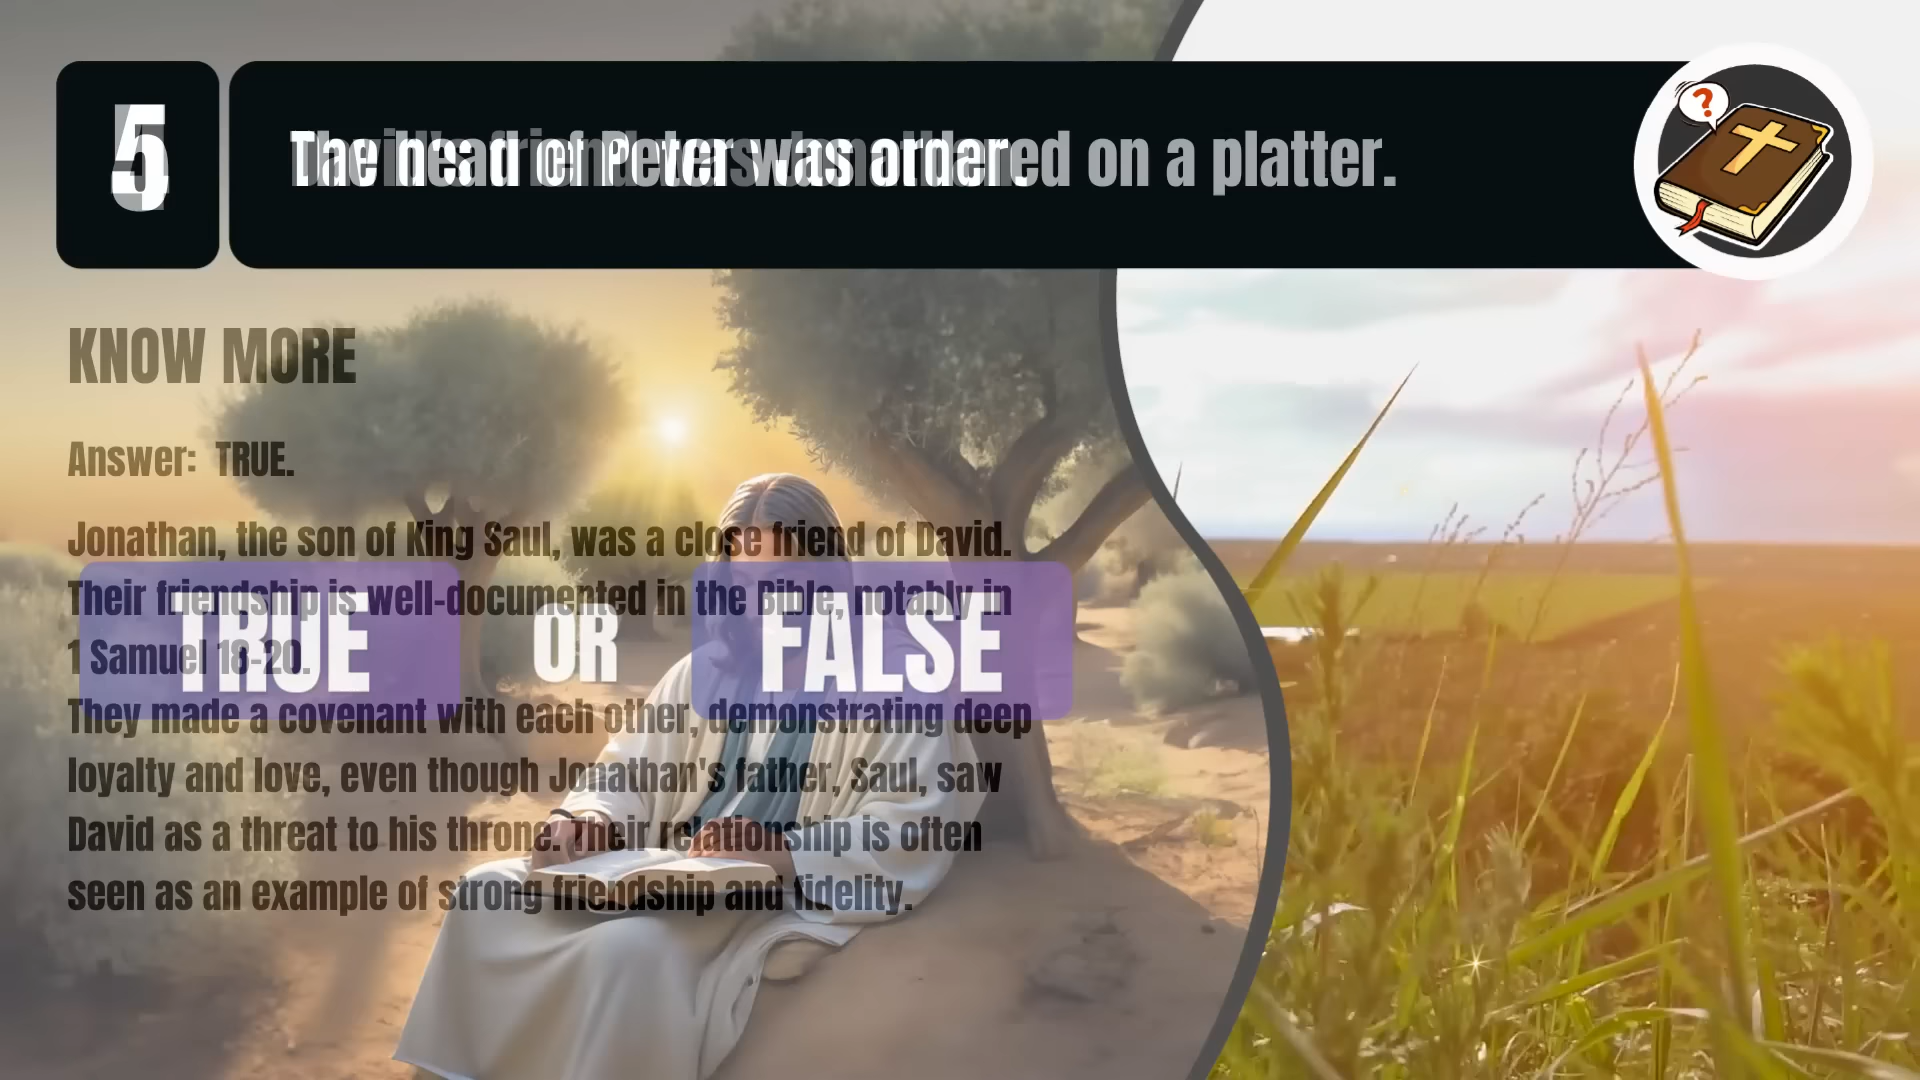 5
The head of Peter was ordered on a platter.
KNOW MORE
Answer: TRUE.
Jonathan, the son of King Saul, was a close friend of David.
Their friendship is well-documented in the Bible, notably in
1 Samuel 18-20.
TRUE OR FALSE
They made a covenant with each other, demonstrating deep
loyalty and love, even though Jonathan's father, Saul, saw
David as a threat to his throne. Their relationship is often
seen as an example of strong friendship and fidelity.